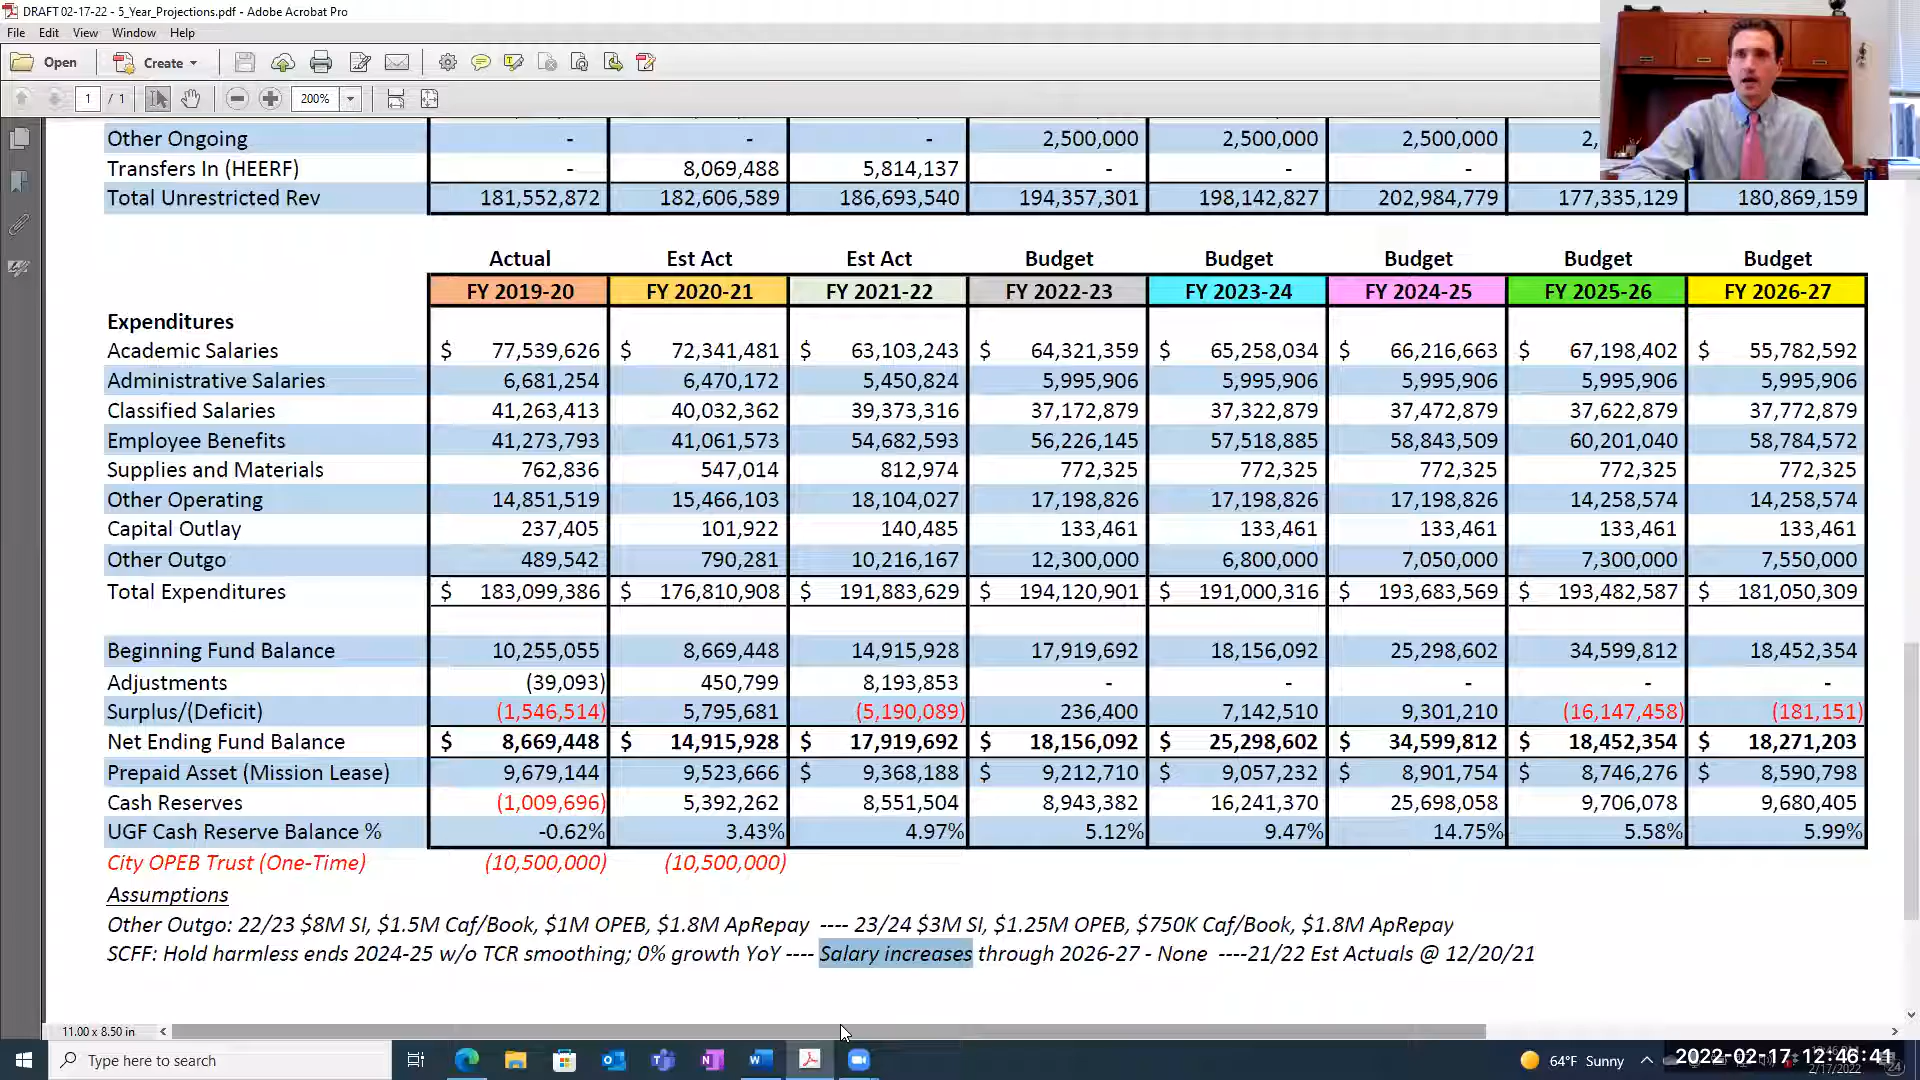 DRAFT 02-17-22 - 5_Year_Projections.pdf - Adobe Acrobat Pro
File Edit View Window Help
Open Create
1 / 1 200%
Other Ongoing - - - 2,500,000 2,500,000 2,500,000 2,
Transfers In (HEERF) - 8,069,488 5,814,137 - - -
Total Unrestricted Rev 181,552,872 182,606,589 186,693,540 194,357,301 198,142,827 202,984,779 177,335,129 180,869,159
Actual Est Act Est Act Budget Budget Budget Budget Budget
FY 2019-20 FY 2020-21 FY 2021-22 FY 2022-23 FY 2023-24 FY 2024-25 FY 2025-26 FY 2026-27
Expenditures
Academic Salaries $ 77,539,626 $ 72,341,481 $ 63,103,243 $ 64,321,359 $ 65,258,034 $ 66,216,663 $ 67,198,402 $ 55,782,592
Administrative Salaries 6,681,254 6,470,172 5,450,824 5,995,906 5,995,906 5,995,906 5,995,906 5,995,906
Classified Salaries 41,263,413 40,032,362 39,373,316 37,172,879 37,322,879 37,472,879 37,622,879 37,772,879
Employee Benefits 41,273,793 41,061,573 54,682,593 56,226,145 57,518,885 58,843,509 60,201,040 58,784,572
Supplies and Materials 762,836 547,014 812,974 772,325 772,325 772,325 772,325 772,325
Other Operating 14,851,519 15,466,103 18,104,027 17,198,826 17,198,826 17,198,826 14,258,574 14,258,574
Capital Outlay 237,405 101,922 140,485 133,461 133,461 133,461 133,461 133,461
Other Outgo 489,542 790,281 10,216,167 12,300,000 6,800,000 7,050,000 7,300,000 7,550,000
Total Expenditures $ 183,099,386 $ 176,810,908 $ 191,883,629 $ 194,120,901 $ 191,000,316 $ 193,683,569 $ 193,482,587 $ 181,050,309
Beginning Fund Balance 10,255,055 8,669,448 14,915,928 17,919,692 18,156,092 25,298,602 34,599,812 18,452,354
Adjustments (39,093) 450,799 8,193,853 - - - - -
Surplus/(Deficit) (1,546,514) 5,795,681 (5,190,089) 236,400 7,142,510 9,301,210 (16,147,458) (181,151)
Net Ending Fund Balance $ 8,669,448 $ 14,915,928 $ 17,919,692 $ 18,156,092 $ 25,298,602 $ 34,599,812 $ 18,452,354 $ 18,271,203
Prepaid Asset (Mission Lease) 9,679,144 9,523,666 $ 9,368,188 $ 9,212,710 $ 9,057,232 $ 8,901,754 $ 8,746,276 $ 8,590,798
Cash Reserves (1,009,696) 5,392,262 8,551,504 8,943,382 16,241,370 25,698,058 9,706,078 9,680,405
UGF Cash Reserve Balance % -0.62% 3.43% 4.97% 5.12% 9.47% 14.75% 5.58% 5.99%
City OPEB Trust (One-Time) (10,500,000) (10,500,000)
Assumptions
Other Outgo: 22/23 $8M SI, $1.5M Caf/Book, $1M OPEB, $1.8M ApRepay ---- 23/24 $3M SI, $1.25M OPEB, $750K Caf/Book, $1.8M ApRepay
SCFF: Hold harmless ends 2024-25 w/o TCR smoothing; 0% growth YoY ---- Salary increases through 2026-27 - None ----21/22 Est Actuals @ 12/20/21
11.00 x 8.50 in
Type here to search 64°F Sunny 2022-02-17 12:46:41
2/17/2022